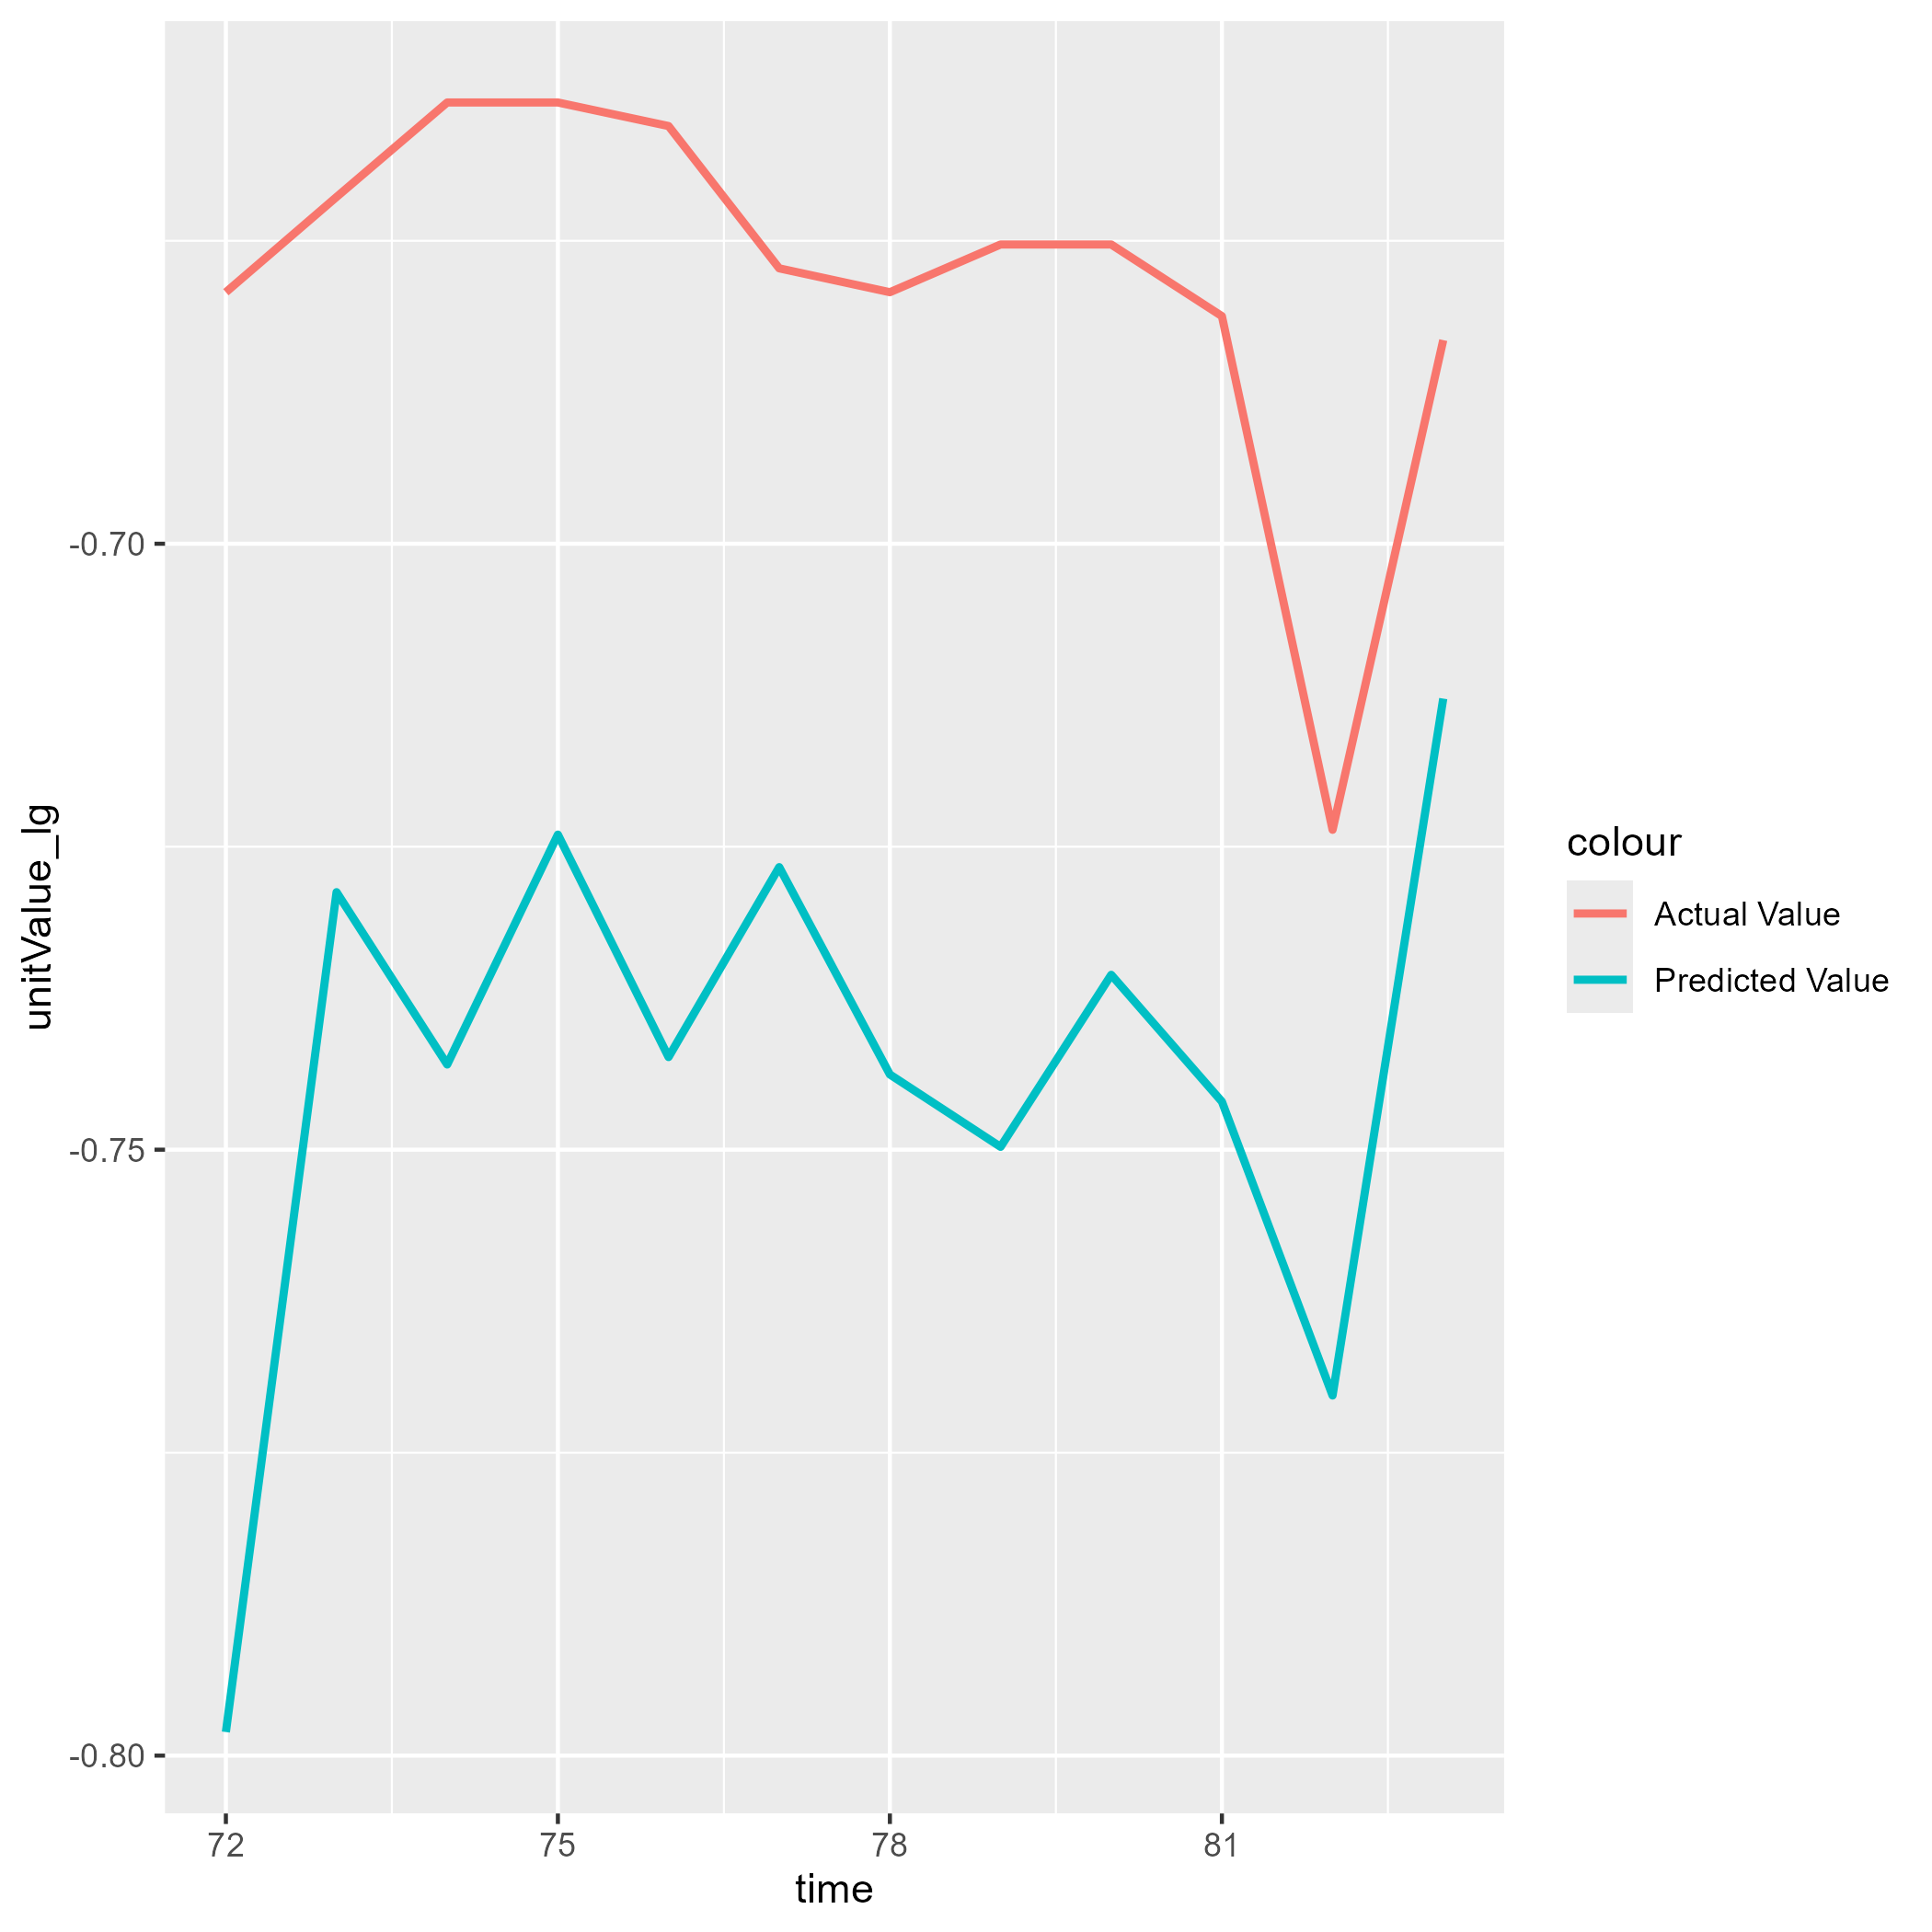 unitValue_lg
-0.70
-0.75
-0.80
72 75 78 81
time
colour
Actual Value
Predicted Value